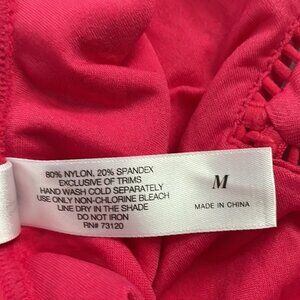 80% NYLON, 20% SPANDEX
EXCLUSIVE OF TRIMS
HAND WASH COLD SEPARATELY
USE ONLY NON-CHLORINE BLEACH
LINE DRY IN THE SHADE
DO NOT IRON
RN# 73120
M
MADE IN CHINA